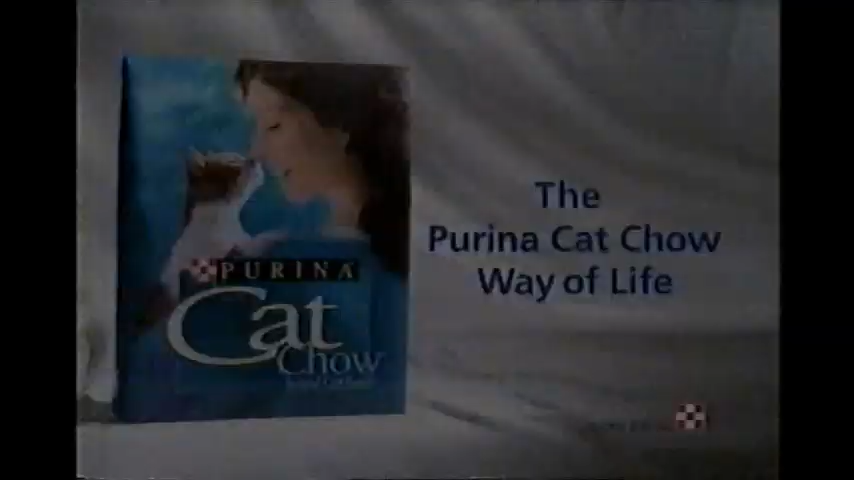 PURINA
Cat
Chow
The
Purina Cat Chow
Way of Life